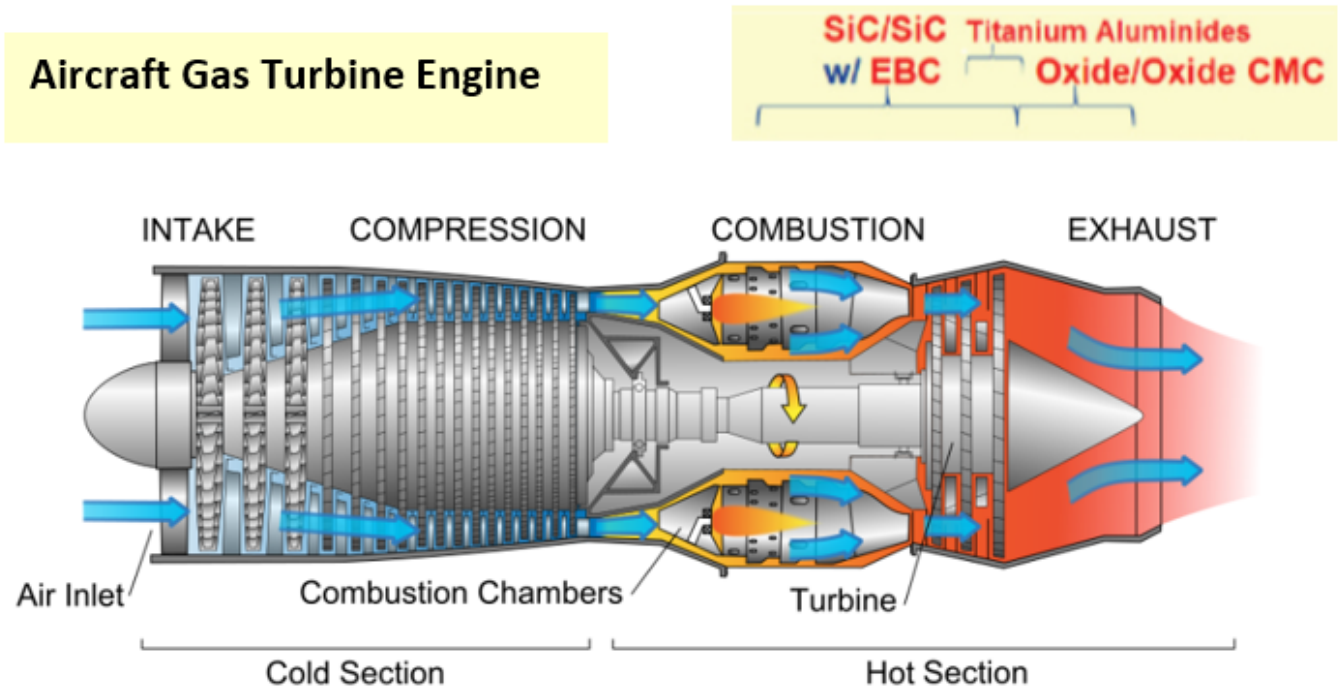 Aircraft Gas Turbine Engine
SiC/SiC Titanium Aluminides
w/ EBC Oxide/Oxide CMC
INTAKE COMPRESSION COMBUSTION EXHAUST
Air Inlet Combustion Chambers Turbine
Cold Section Hot Section